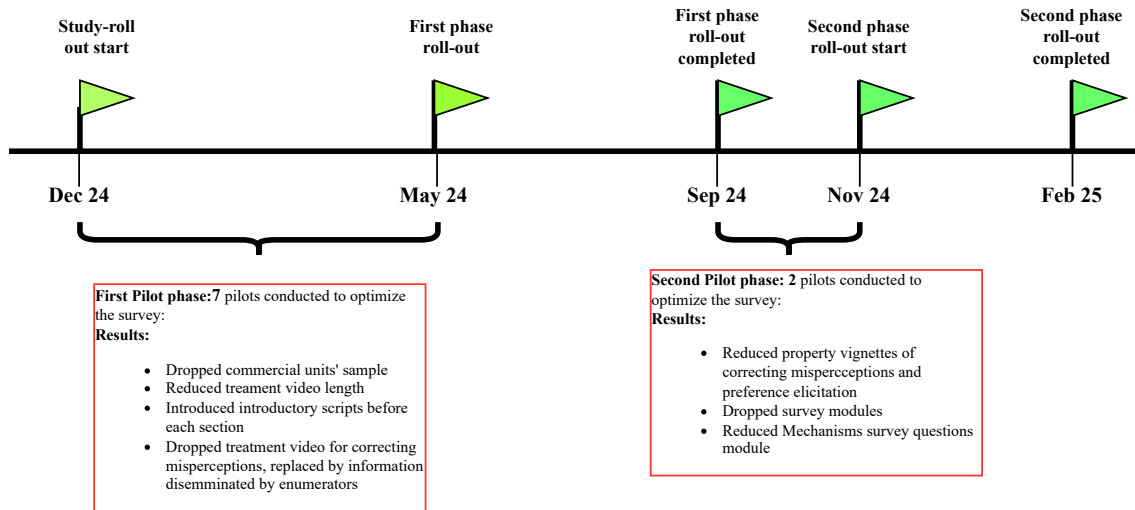 Study-roll
out start
First phase
roll-out
First phase
roll-out
completed
Second phase
roll-out start
Second phase
roll-out
completed
Dec 24
May 24
Sep 24
Nov 24
Feb 25
First Pilot phase:7 pilots conducted to optimize
the survey:
Results:
• Dropped commercial units' sample
• Reduced treament video length
• Introduced introductory scripts before
each section
• Dropped treatment video for correcting
misperceptions, replaced by information
disemminated by enumerators
Second Pilot phase: 2 pilots conducted to
optimize the survey:
Results:
• Reduced property vignettes of
correcting mispercceptions and
preference elicitation
• Dropped survey modules
• Reduced Mechanisms survey questions
module